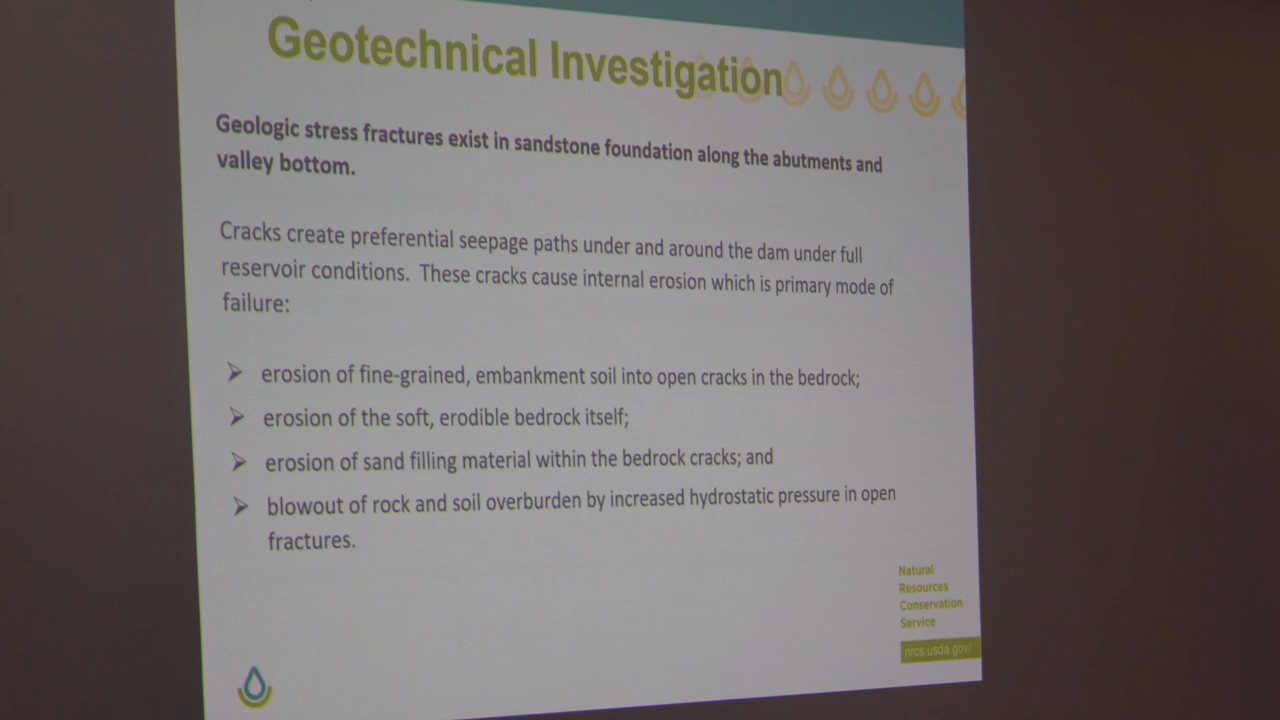 Geotechnical Investigation
Geologic stress fractures exist in sandstone foundation along the abutments and
valley bottom.
Cracks create preferential seepage paths under and around the dam under full
reservoir conditions. These cracks cause internal erosion which is primary mode of
failure:
erosion of fine-grained, embankment soil into open cracks in the bedrock;
erosion of the soft, erodible bedrock itself;
erosion of sand filling material within the bedrock cracks; and
blowout of rock and soil overburden by increased hydrostatic pressure in open
fractures.
Natural
Resources
Conservation
Service
nrcs.usda.gov/